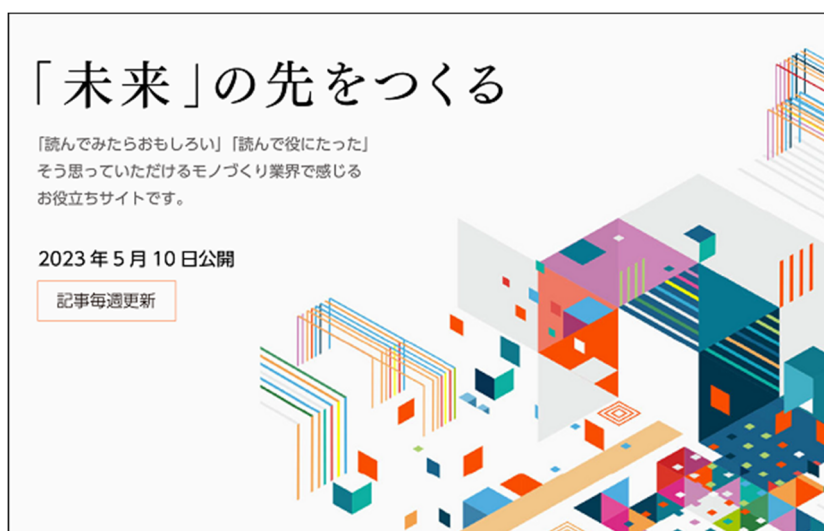 「未来」の先をつくる
「読んでみたらおもしろい」「読んで役にたった」
そう思っていただけるモノづくり業界で感じる
お役立ちサイトです。
2023年5月10日公開
記事毎週更新